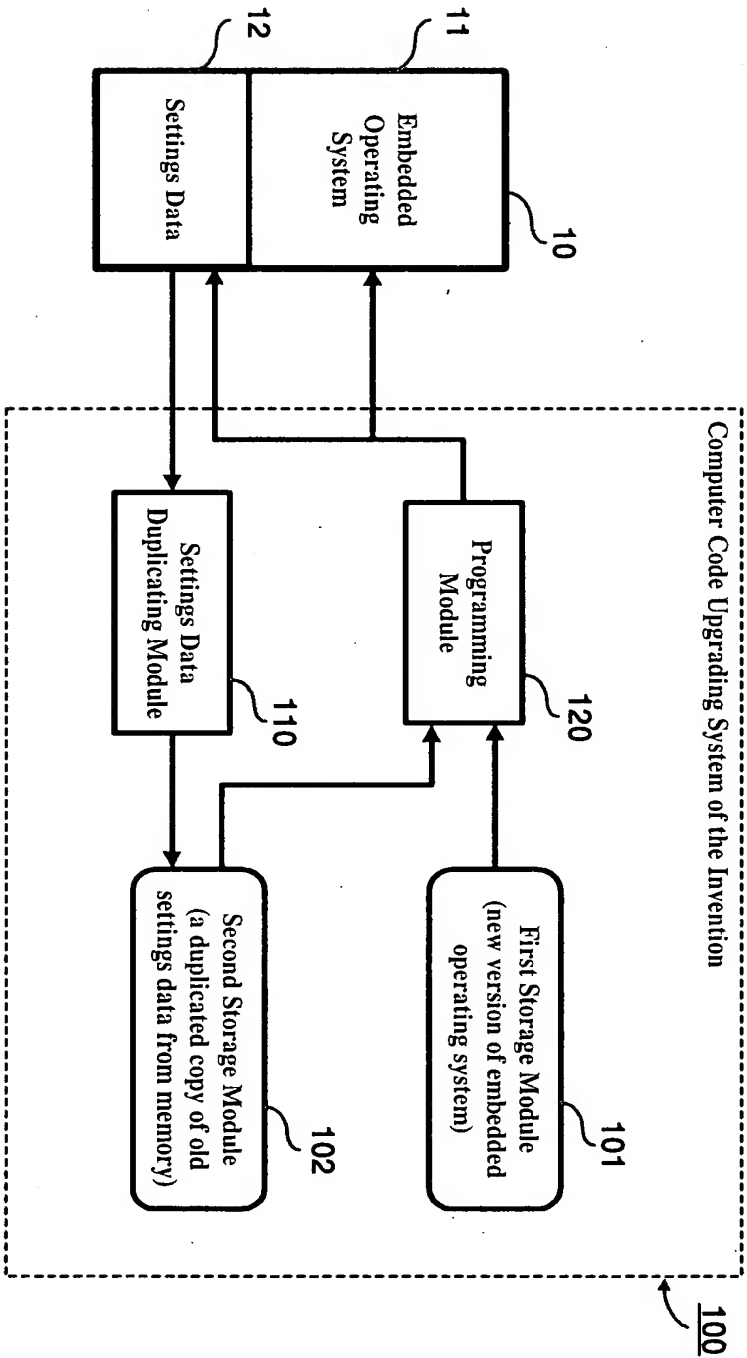 Computer Code Upgrading System of the Invention
100
10
11
Embedded
Operating
System
12
Settings Data
Programming
Module
120
First Storage Module
(new version of embedded
operating system)
101
Settings Data
Duplicating Module
110
Second Storage Module
(a duplicated copy of old
settings data from memory)
102